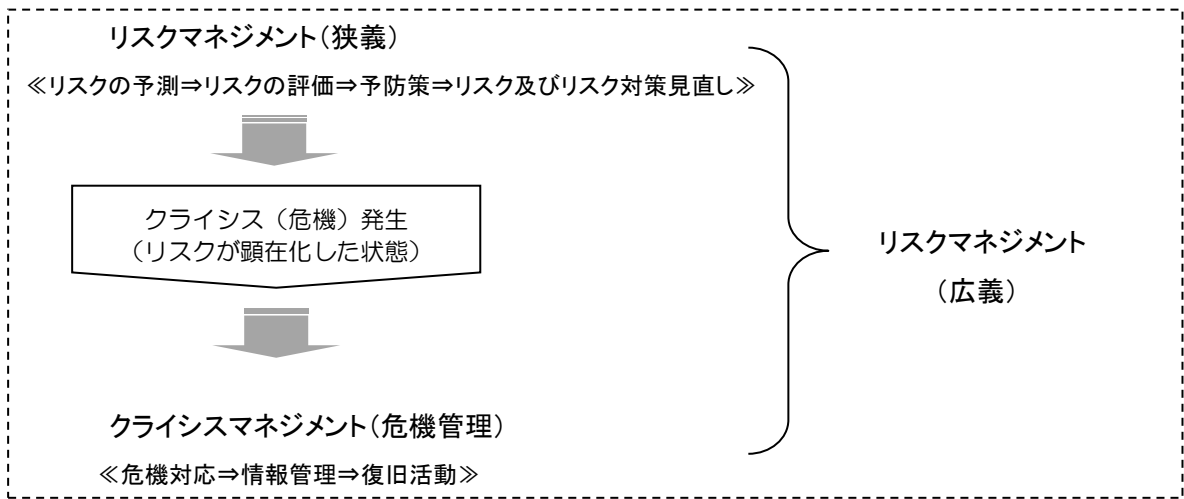 リスクマネジメント（狭義）
≪リスクの予測⇒リスクの評価⇒予防策⇒リスク及びリスク対策見直し≫
クライシス（危機）発生
（リスクが顕在化した状態）
リスクマネジメント
（広義）
クライシスマネジメント（危機管理）
≪危機対応⇒情報管理⇒復旧活動≫